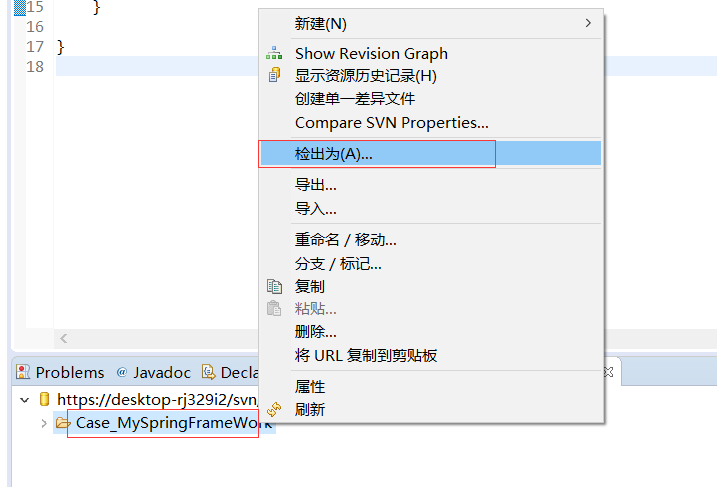 15 }
16
17 }
18
新建(N)
Show Revision Graph
显示资源历史记录(H)
创建单一差异文件
Compare SVN Properties...
检出为(A)...
导出...
导入...
重命名 / 移动...
分支 / 标记...
复制
粘贴...
删除...
将 URL 复制到剪贴板
属性
刷新
Problems @ Javadoc Decla
https://desktop-rj329i2/svn/
Case_MySpringFrameWork